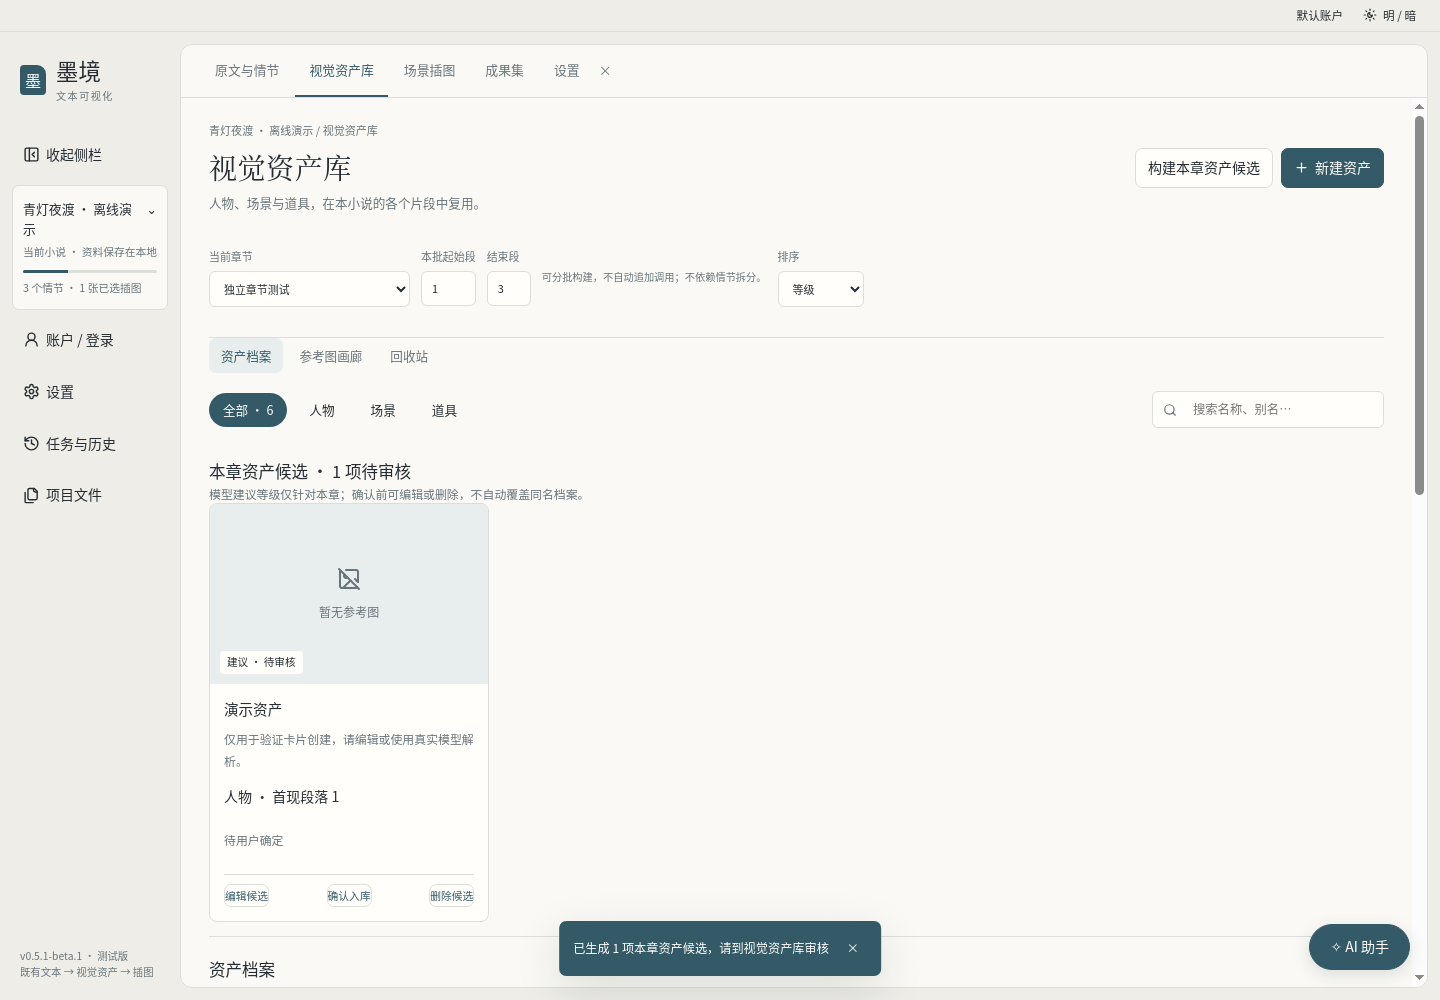 默认账户
明 / 暗
墨
墨境
文本可视化
收起侧栏
青灯夜渡 · 离线演示
当前小说 · 资料保存在本地
3 个情节 · 1 张已选插图
账户 / 登录
设置
任务与历史
项目文件
v0.5.1-beta.1 · 测试版
既有文本 → 视觉资产 → 插图
原文与情节
视觉资产库
场景插图
成果集
设置
青灯夜渡 · 离线演示 / 视觉资产库
视觉资产库
人物、场景与道具，在本小说的各个片段中复用。
构建本章资产候选
+ 新建资产
当前章节
独立章节测试
本批起始段
1
结束段
3
可分批构建，不自动追加调用；不依赖情节拆分。
排序
等级
资产档案
参考图画廊
回收站
全部 · 6
人物
场景
道具
搜索名称、别名…
本章资产候选 · 1 项待审核
模型建议等级仅针对本章；确认前可编辑或删除，不自动覆盖同名档案。
暂无参考图
建议 · 待审核
演示资产
仅用于验证卡片创建，请编辑或使用真实模型解
析。
人物 · 首现段落 1
待用户确定
编辑候选
确认入库
删除候选
资产档案
已生成 1 项本章资产候选，请到视觉资产库审核
AI 助手